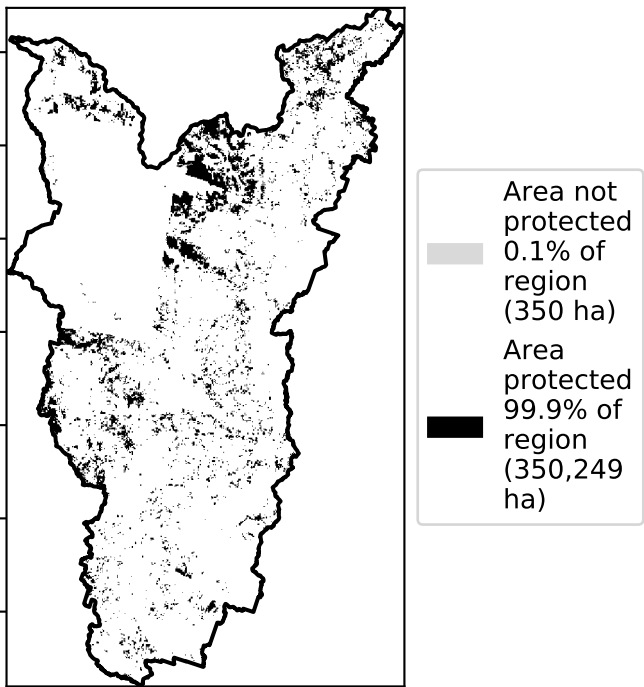 Area not
protected
0.1% of
region
(350 ha)
Area
protected
99.9% of
region
(350,249
ha)